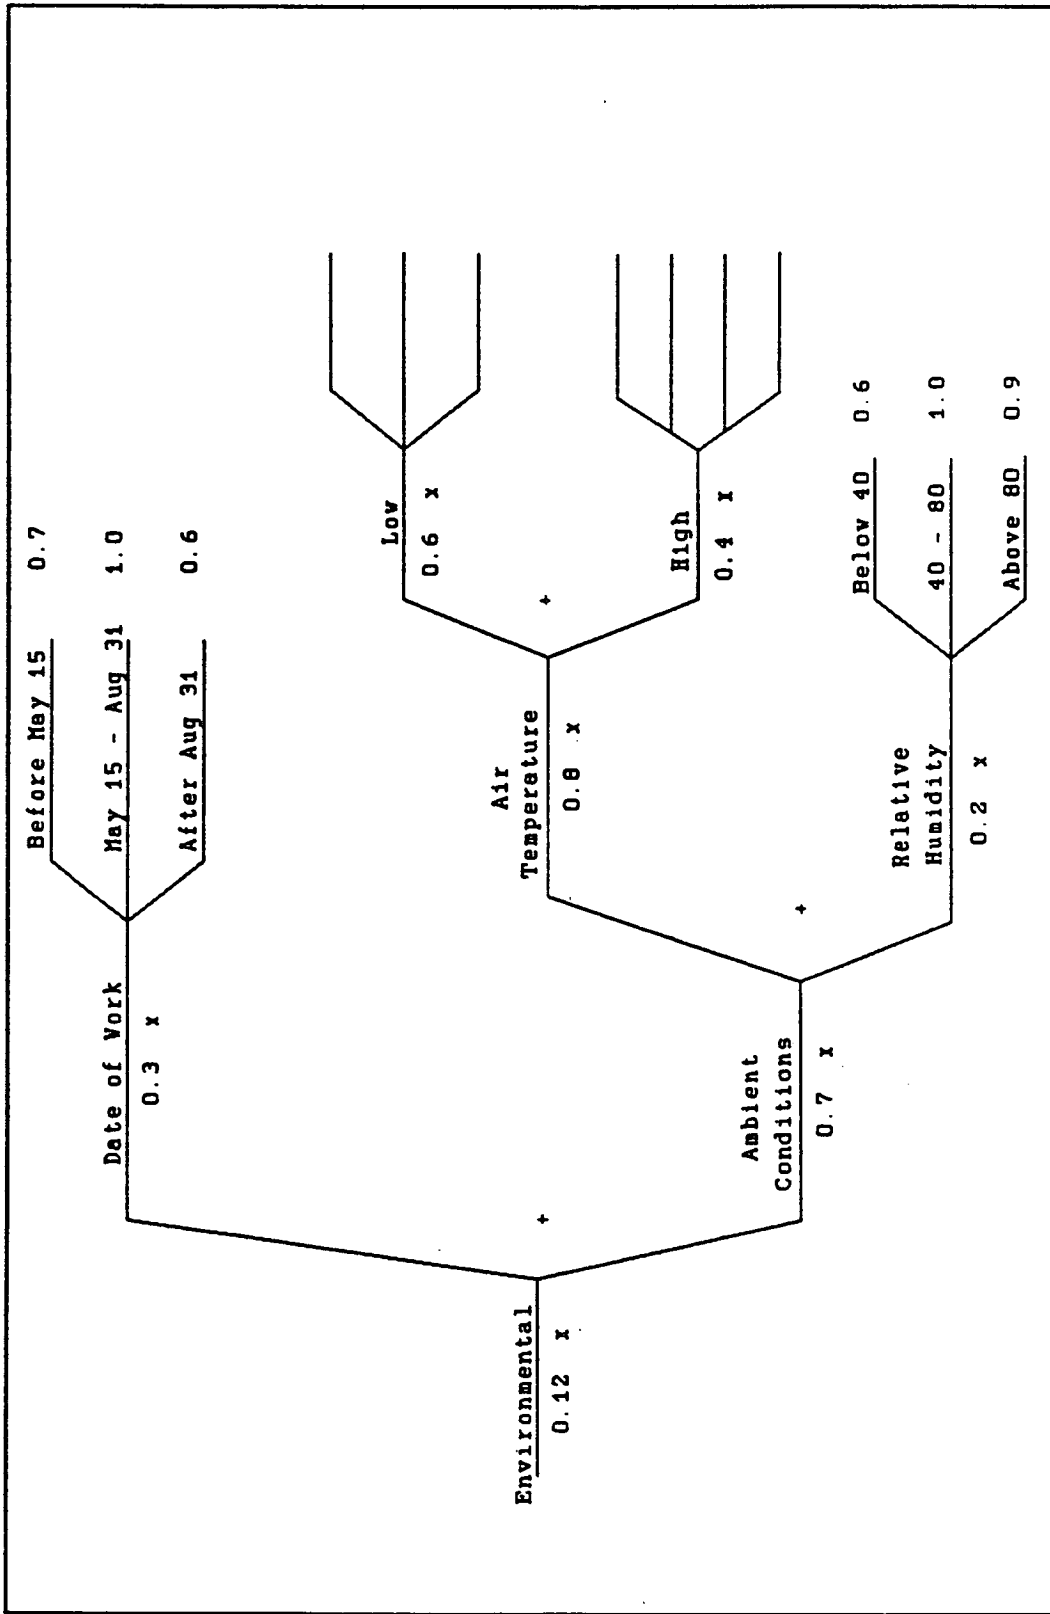 Before May 15 0.7
May 15 - Aug 31 1.0
After Aug 31 0.6
Date of Work
0.3 x
Low
0.6 x
+
High
0.4 x
Air
Temperature
0.8 x
Below 40 0.6
40 - 80 1.0
Above 80 0.9
Relative
Humidity
0.2 x
+
Ambient
Conditions
0.7 x
+
Environmental
0.12 x